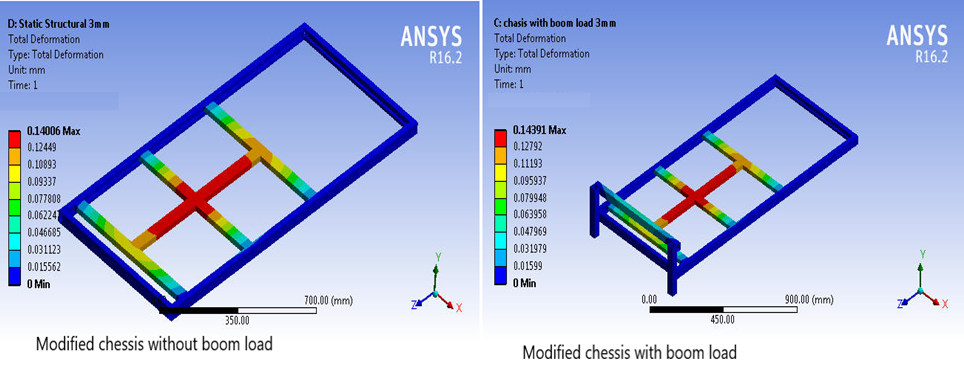 D: Static Structural 3mm
Total Deformation
Type: Total Deformation
Unit: mm
Time: 1
ANSYS
R16.2
0.14006 Max
0.12449
0.10893
0.09337
0.077808
0.062247
0.046685
0.031123
0.015562
0 Min
Y
Z
X
700.00 (mm)
350.00
Modified chessis without boom load
C: chasis with boom load 3mm
Total Deformation
Type: Total Deformation
Unit: mm
Time: 1
ANSYS
R16.2
0.14391 Max
0.12792
0.11193
0.095937
0.079948
0.063958
0.047969
0.031979
0.01599
0 Min
Y
Z
X
0.00
900.00 (mm)
450.00
Modified chessis with boom load